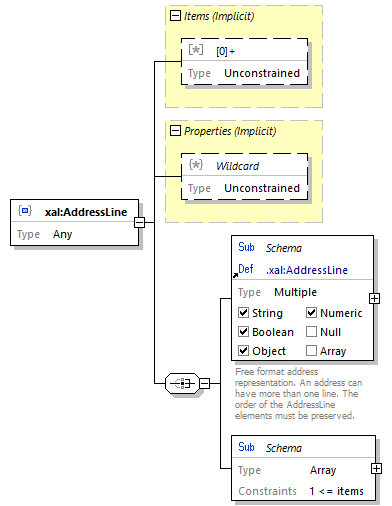 Items (Implicit)
[*] [0]+
Type Unconstrained
Properties (Implicit)
{*} Wildcard
Type Unconstrained
xal:AddressLine
Type Any
Sub Schema
Def .xal:AddressLine
Type Multiple
String Numeric
Boolean Null
Object Array
Free format address
representation. An address can
have more than one line. The
order of the AddressLine
elements must be preserved.
Sub Schema
Type Array
Constraints 1 <= items